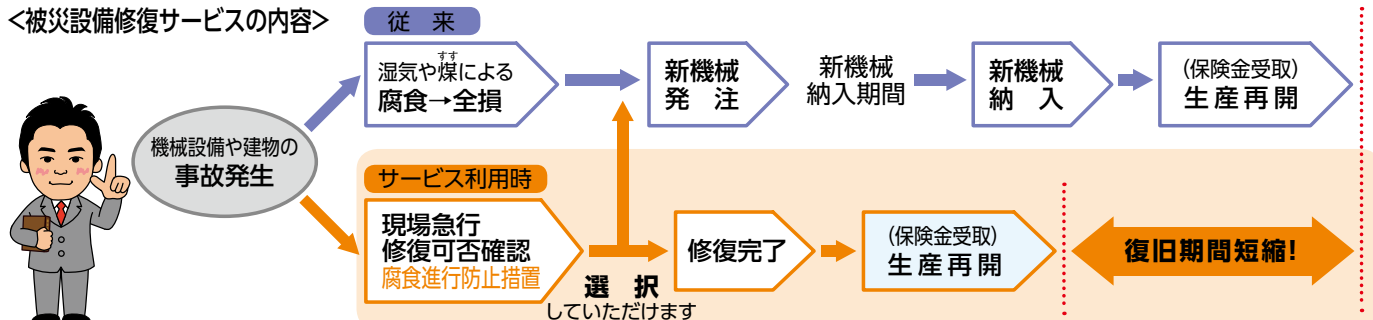 <被災設備修復サービスの内容>
機械設備や建物の
事故発生
従 来
すす
湿気や煤による
腐食→全損
新機械
発 注
新機械
納入期間
新機械
納 入
(保険金受取)
生産再開
サービス利用時
現場急行
修復可否確認
腐食進行防止措置
選 択
していただけます
修復完了
(保険金受取)
生産再開
復旧期間短縮!